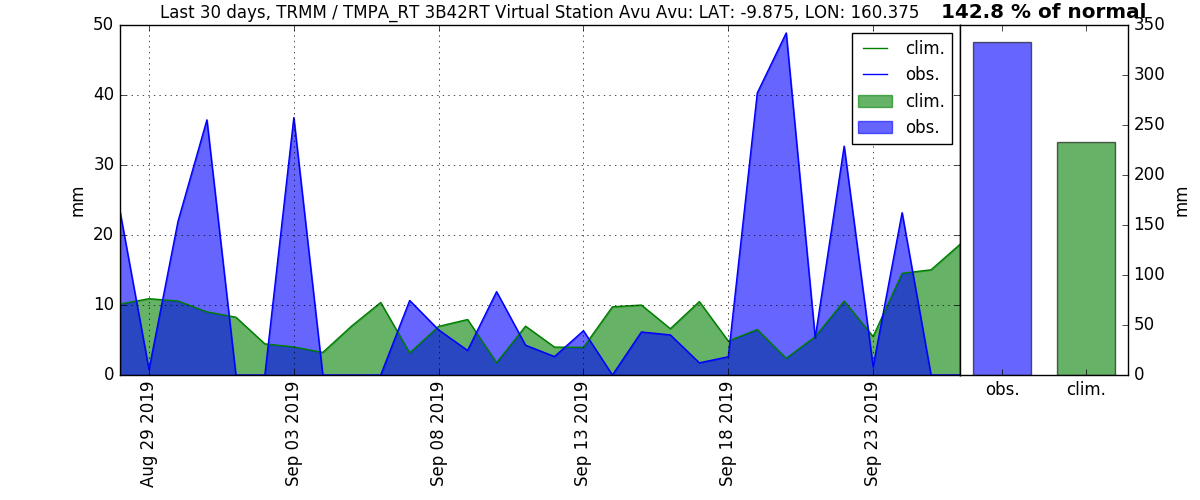 Last 30 days, TRMM / TMPA_RT 3B42RT Virtual Station Avu Avu: LAT: -9.875, LON: 160.375
142.8 % of normal
50
40
30
20
10
0
mm
clim.
obs.
clim.
obs.
Aug 29 2019
Sep 03 2019
Sep 08 2019
Sep 13 2019
Sep 18 2019
Sep 23 2019
350
300
250
200
150
100
50
0
mm
obs.
clim.